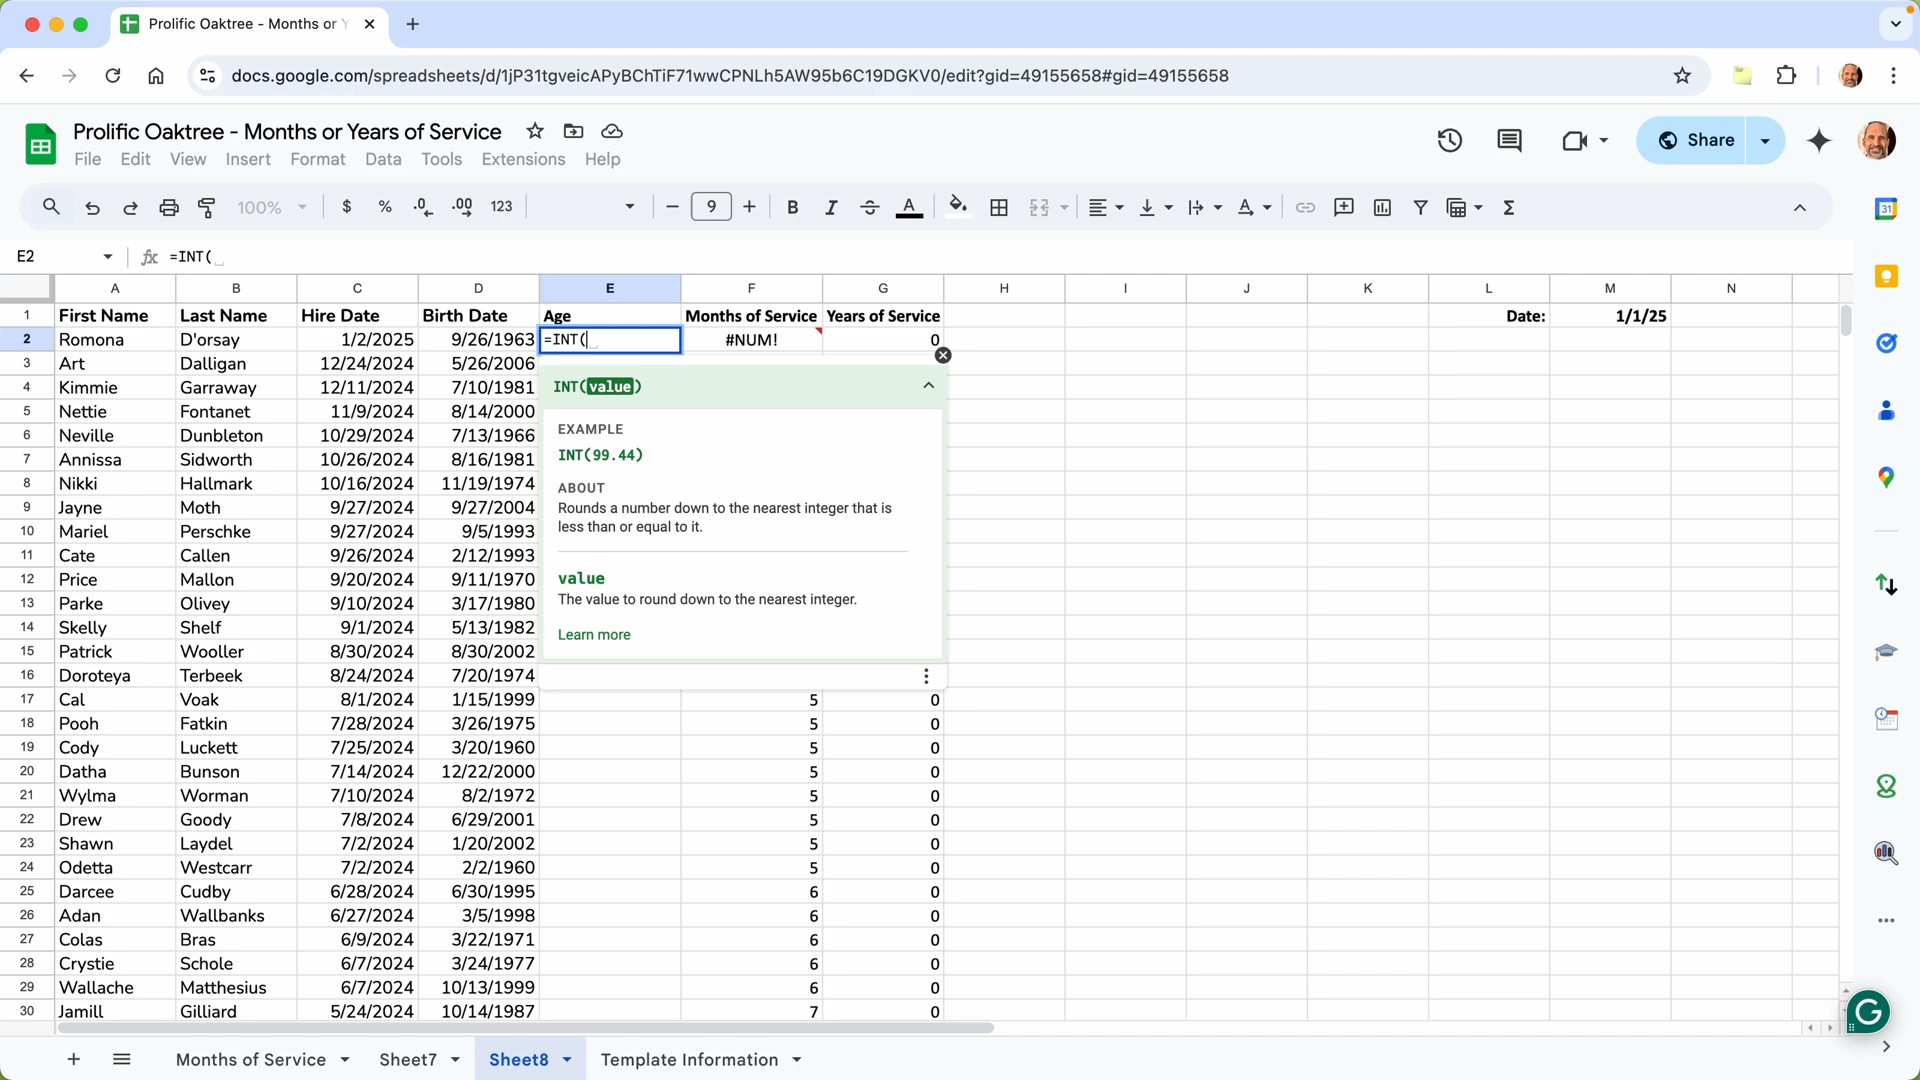 Prolific Oaktree - Months or Y
docs.google.com/spreadsheets/d/1jP31tgveicAPyBChTiF71wwCPNLh5AW95b6C19DGKV0/edit?gid=49155658#gid=49155658
Prolific Oaktree - Months or Years of Service
File Edit View Insert Format Data Tools Extensions Help
Share
100% $ % .0 .00 123 9 B I A
E2 =INT(
A B C D E F G H I J K L M N
1 First Name Last Name Hire Date Birth Date Age Months of Service Years of Service Date: 1/1/25
2 Romona D'orsay 1/2/2025 9/26/1963 =INT( #NUM! 0
3 Art Dalligan 12/24/2024 5/26/2006
4 Kimmie Garraway 12/11/2024 7/10/1981
5 Nettie Fontanet 11/9/2024 8/14/2000
6 Neville Dunbleton 10/29/2024 7/13/1966
7 Annissa Sidworth 10/26/2024 8/16/1981
8 Nikki Hallmark 10/16/2024 11/19/1974
9 Jayne Moth 9/27/2024 9/27/2004
10 Mariel Perschke 9/27/2024 9/5/1993
11 Cate Callen 9/26/2024 2/12/1993
12 Price Mallon 9/20/2024 9/11/1970
13 Parke Olivey 9/10/2024 3/17/1980
14 Skelly Shelf 9/1/2024 5/13/1982
15 Patrick Wooller 8/30/2024 8/30/2002
16 Doroteya Terbeek 8/24/2024 7/20/1974
INT(value)
EXAMPLE
INT(99.44)
ABOUT
Rounds a number down to the nearest integer that is
less than or equal to it.
value
The value to round down to the nearest integer.
Learn more
17 Cal Voak 8/1/2024 1/15/1999 5 0
18 Pooh Fatkin 7/28/2024 3/26/1975 5 0
19 Cody Luckett 7/25/2024 3/20/1960 5 0
20 Datha Bunson 7/14/2024 12/22/2000 5 0
21 Wylma Worman 7/10/2024 8/2/1972 5 0
22 Drew Goody 7/8/2024 6/29/2001 5 0
23 Shawn Laydel 7/2/2024 1/20/2002 5 0
24 Odetta Westcarr 7/2/2024 2/2/1960 5 0
25 Darcee Cudby 6/28/2024 6/30/1995 6 0
26 Adan Wallbanks 6/27/2024 3/5/1998 6 0
27 Colas Bras 6/9/2024 3/22/1971 6 0
28 Crystie Schole 6/7/2024 3/24/1977 6 0
29 Wallache Matthesius 6/7/2024 10/13/1999 6 0
30 Jamill Gilliard 5/24/2024 10/14/1987 7 0
Months of Service Sheet7 Sheet8 Template Information